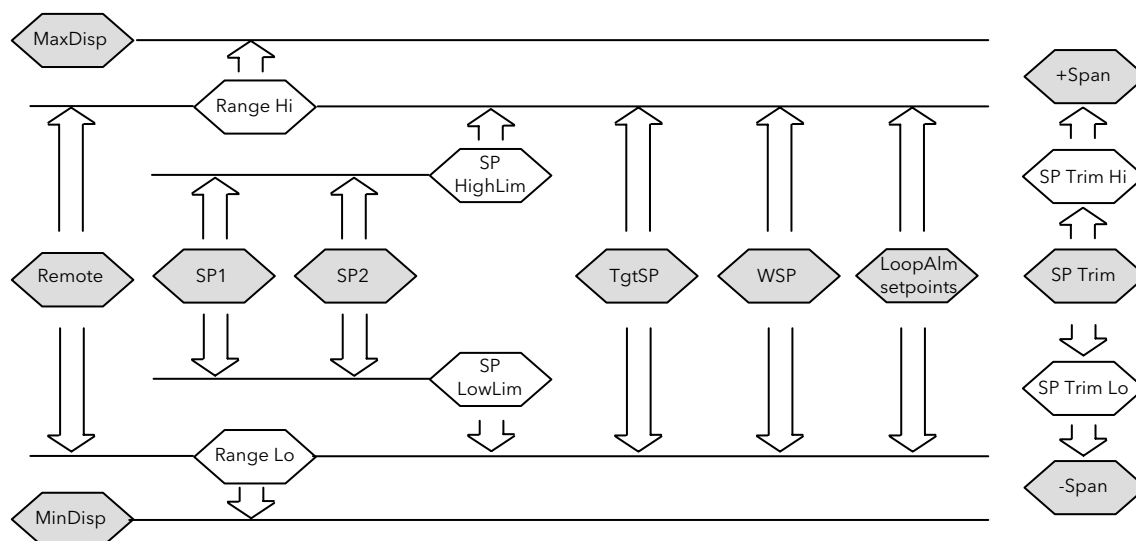 MaxDisp
+Span
Range Hi
SP
HighLim
SP Trim Hi
Remote
SP1
SP2
TgtSP
WSP
LoopAlm
setpoints
SP Trim
SP
LowLim
SP Trim Lo
Range Lo
-Span
MinDisp